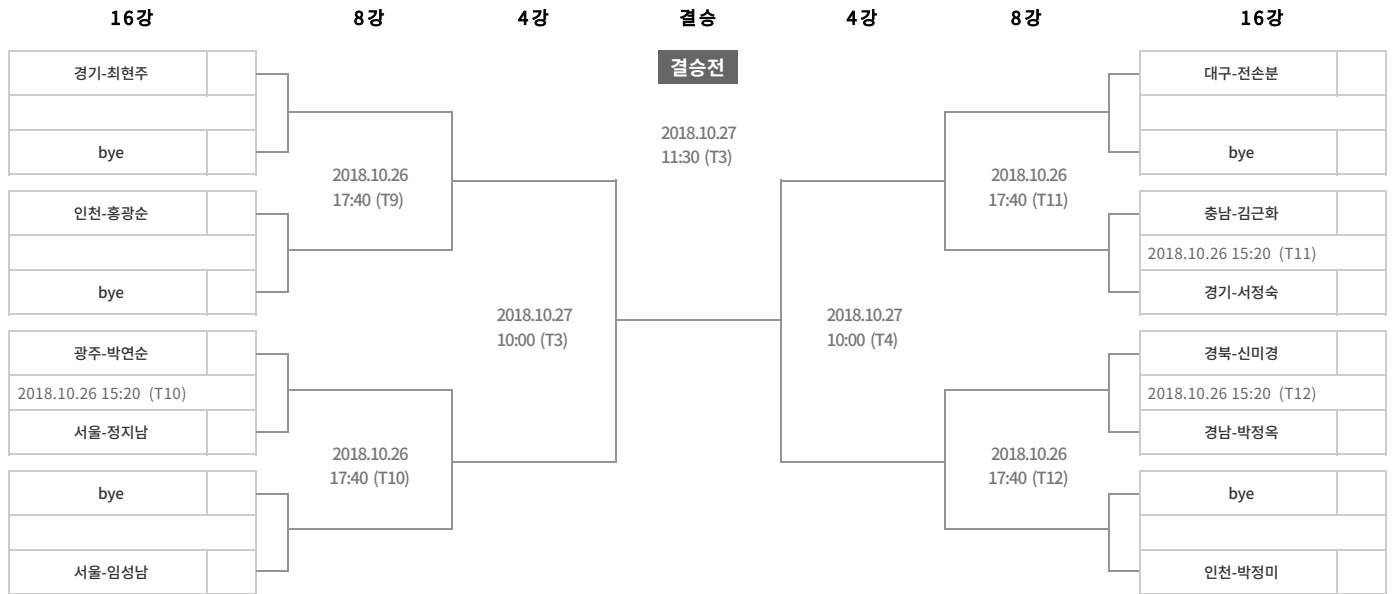 16강 8강 4강 결승 4강 8강 16강
결승전
2018.10.27
11:30 (T3)
경기-최현주
bye
인천-홍광순
bye
광주-박연순
2018.10.26 15:20 (T10)
서울-정지남
bye
서울-임성남
2018.10.26
17:40 (T9)
2018.10.26
17:40 (T10)
2018.10.27
10:00 (T3)
2018.10.27
10:00 (T4)
2018.10.26
17:40 (T11)
2018.10.26
17:40 (T12)
대구-전손분
bye
충남-김근화
2018.10.26 15:20 (T11)
경기-서정숙
경북-신미경
2018.10.26 15:20 (T12)
경남-박정옥
bye
인천-박정미